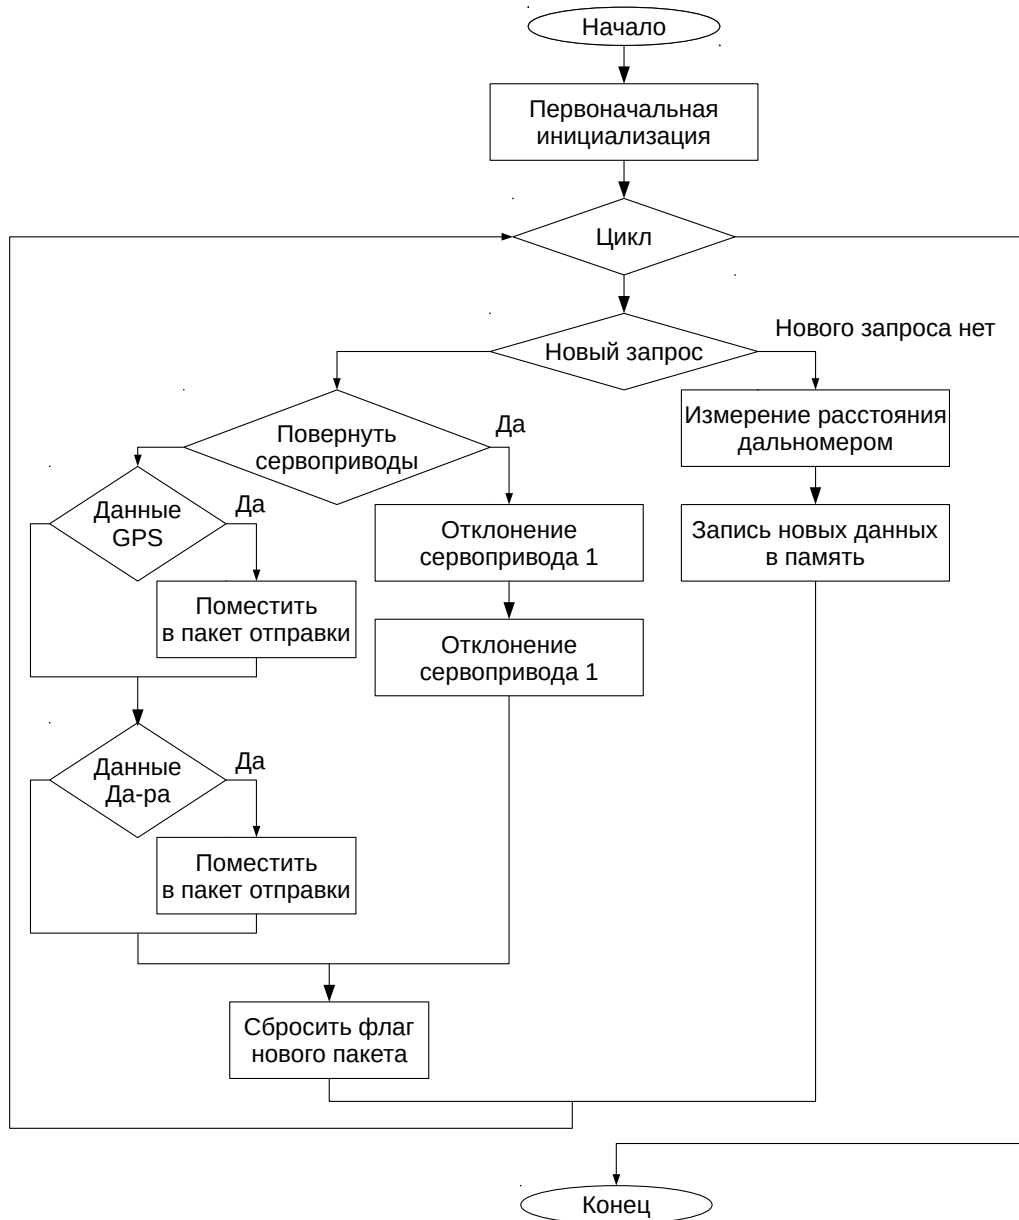 Начало
Первоначальная
инициализация
Цикл
Нового запроса нет
Новый запрос
Повернуть
сервоприводы
Да
Измерение расстояния
дальномером
Данные
GPS
Да
Отклонение
сервопривода 1
Запись новых данных
в память
Поместить
в пакет отправки
Отклонение
сервопривода 1
Данные
Да-ра
Да
Поместить
в пакет отправки
Сбросить флаг
нового пакета
Конец